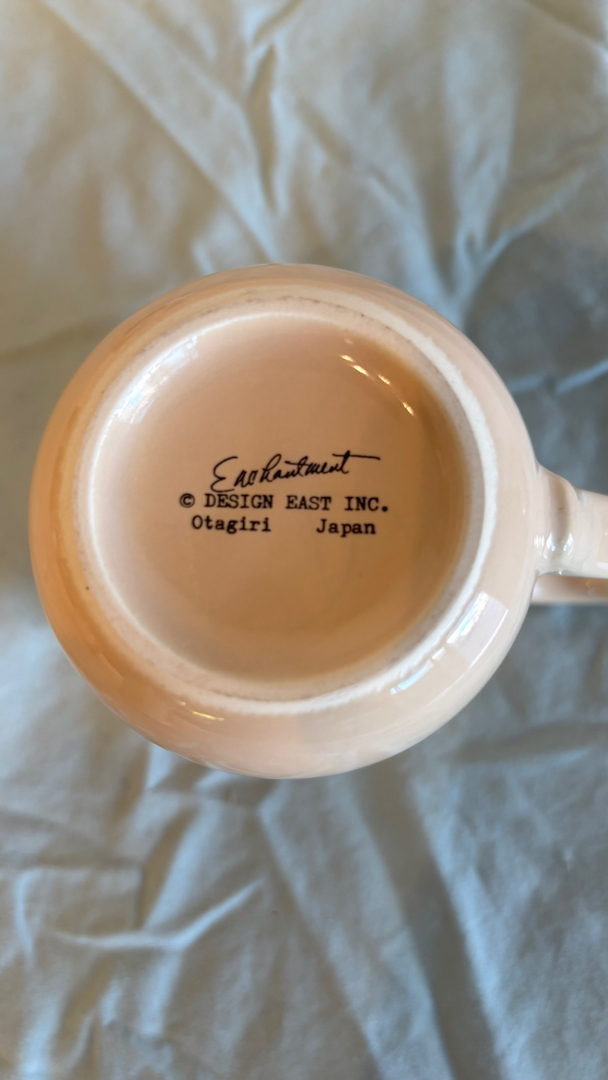 Enchantment
© DESIGN EAST INC.
Otagiri Japan